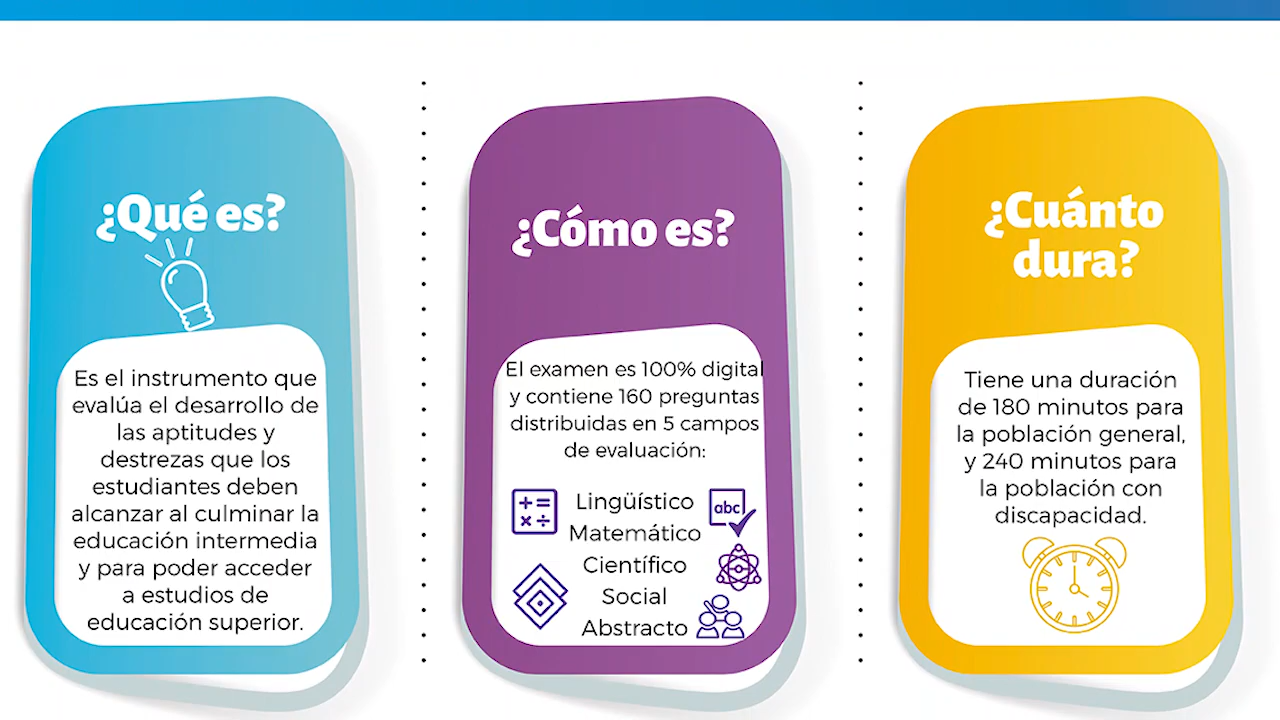 ¿Qué es?
Es el instrumento que
evalúa el desarrollo de
las aptitudes y
destrezas que los
estudiantes deben
alcanzar al culminar la
educación intermedia
y para poder acceder
a estudios de
educación superior.
¿Cómo es?
El examen es 100% digital
y contiene 160 preguntas
distribuidas en 5 campos
de evaluación:
Lingüístico
Matemático
Científico
Social
Abstracto
abc
¿Cuánto
dura?
Tiene una duración
de 180 minutos para
la población general,
y 240 minutos para
la población con
discapacidad.